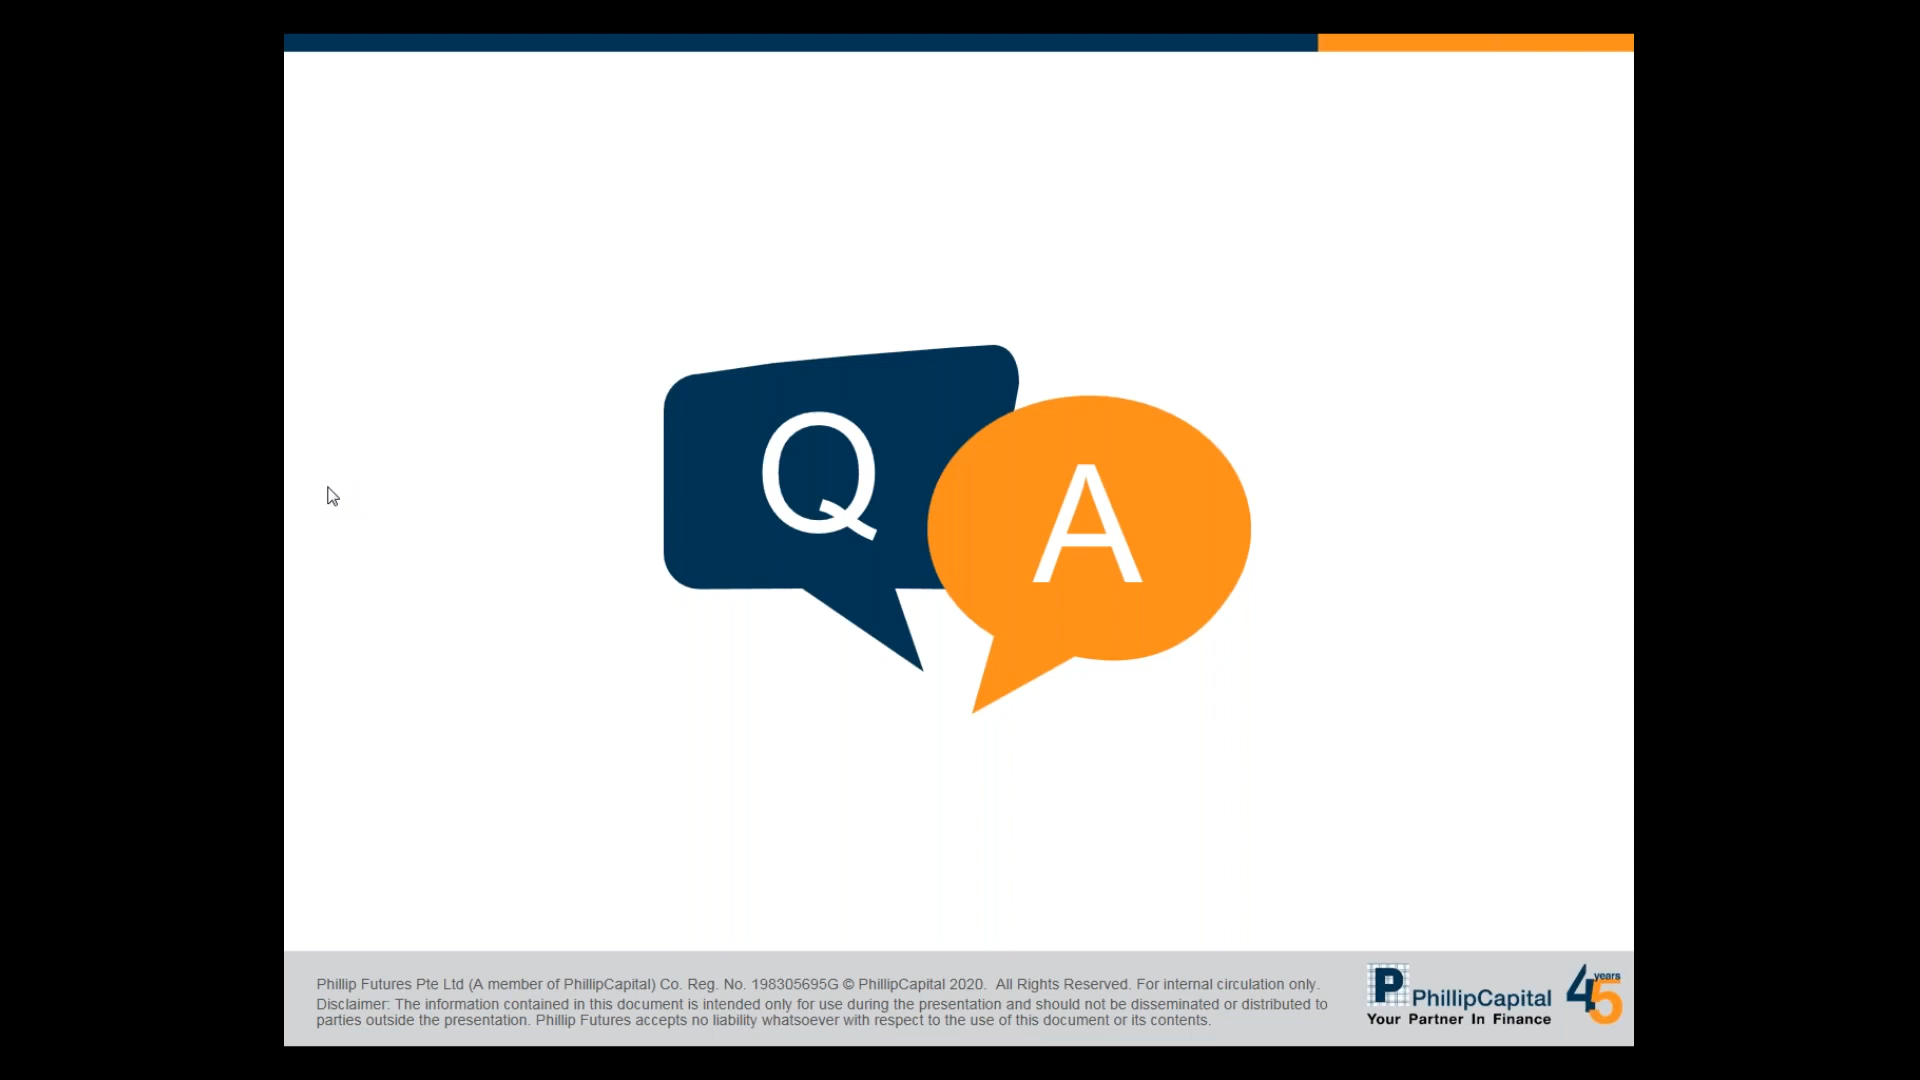 Q
A
Phillip Futures Pte Ltd (A member of PhillipCapital) Co. Reg. No. 198305695G © PhillipCapital 2020.  All Rights Reserved. For internal circulation only.
Disclaimer: The information contained in this document is intended only for use during the presentation and should not be disseminated or distributed to
parties outside the presentation. Phillip Futures accepts no liability whatsoever with respect to the use of this document or its contents.
P PhillipCapital
Your Partner In Finance
45 years